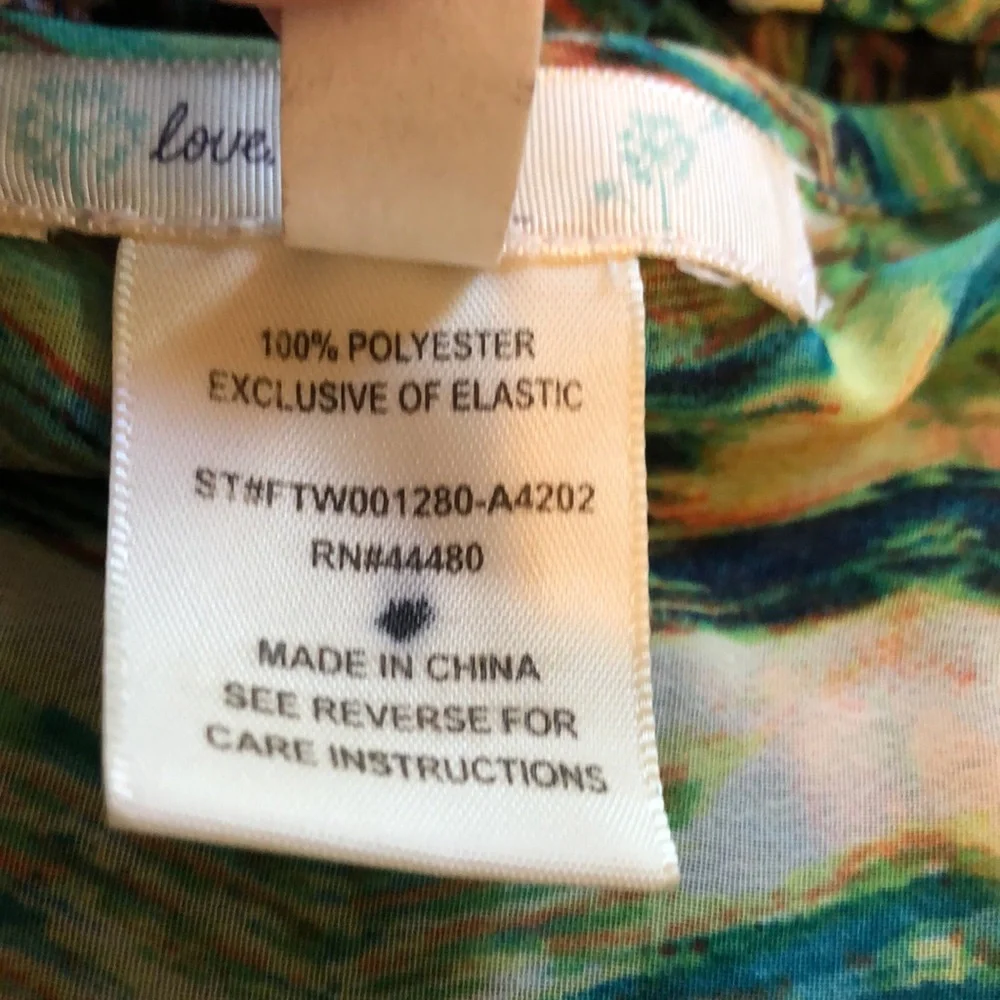 love.
100% POLYESTER
EXCLUSIVE OF ELASTIC
ST#FTW001280-A4202
RN#44480
MADE IN CHINA
SEE REVERSE FOR
CARE INSTRUCTIONS